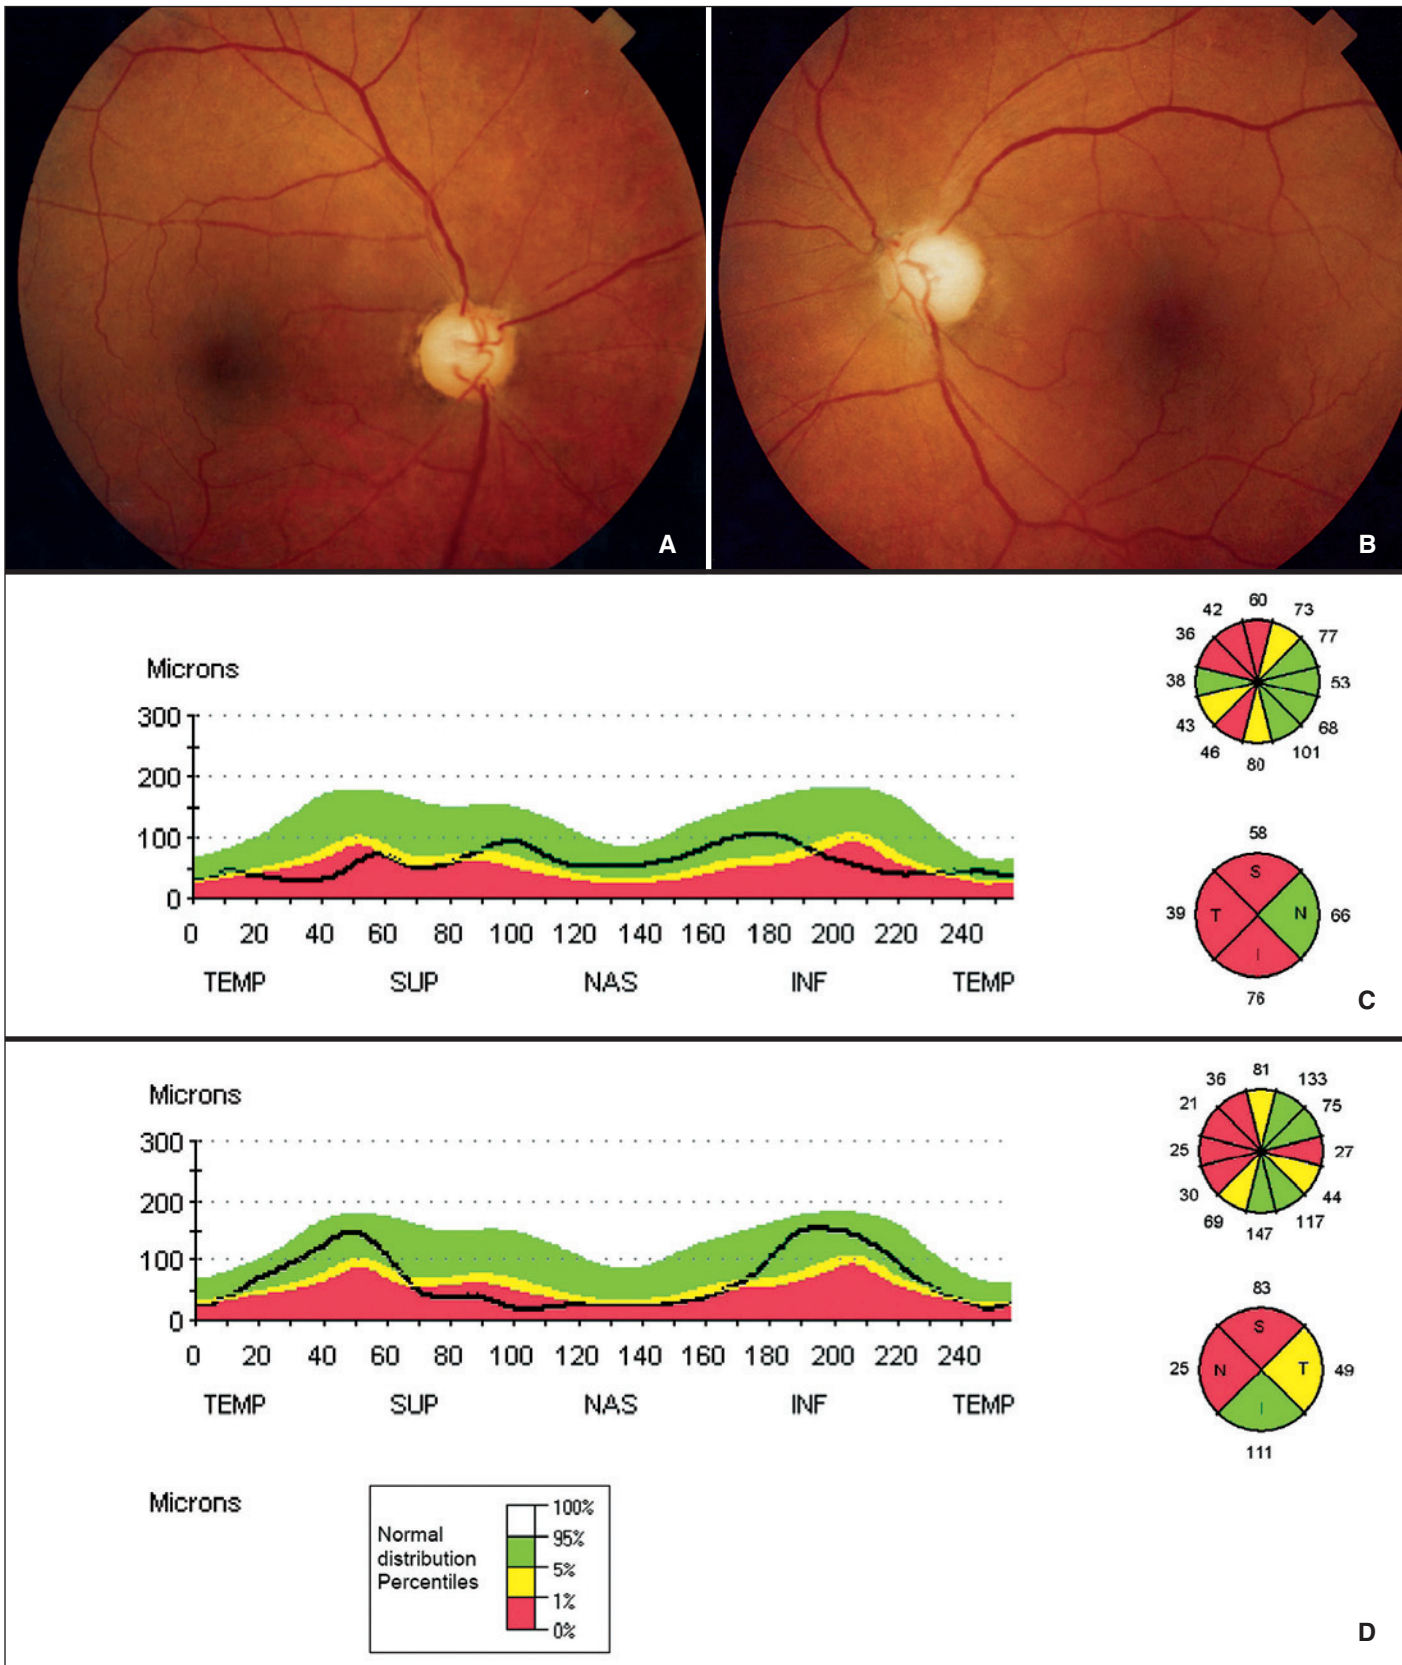 A
B
Microns
300
200
100
0
0 20 40 60 80 100 120 140 160 180 200 220 240
TEMP SUP NAS INF TEMP
60
42 73
36 77
38 53
43 68
46 101
80
58
S
39 T N 66
I
76
C
Microns
300
200
100
0
0 20 40 60 80 100 120 140 160 180 200 220 240
TEMP SUP NAS INF TEMP
81
36 133
21 75
25 27
30 44
69 117
147
83
S
25 N T 49
I
111
Microns
Normal
distribution
Percentiles
100%
95%
5%
1%
0%
D